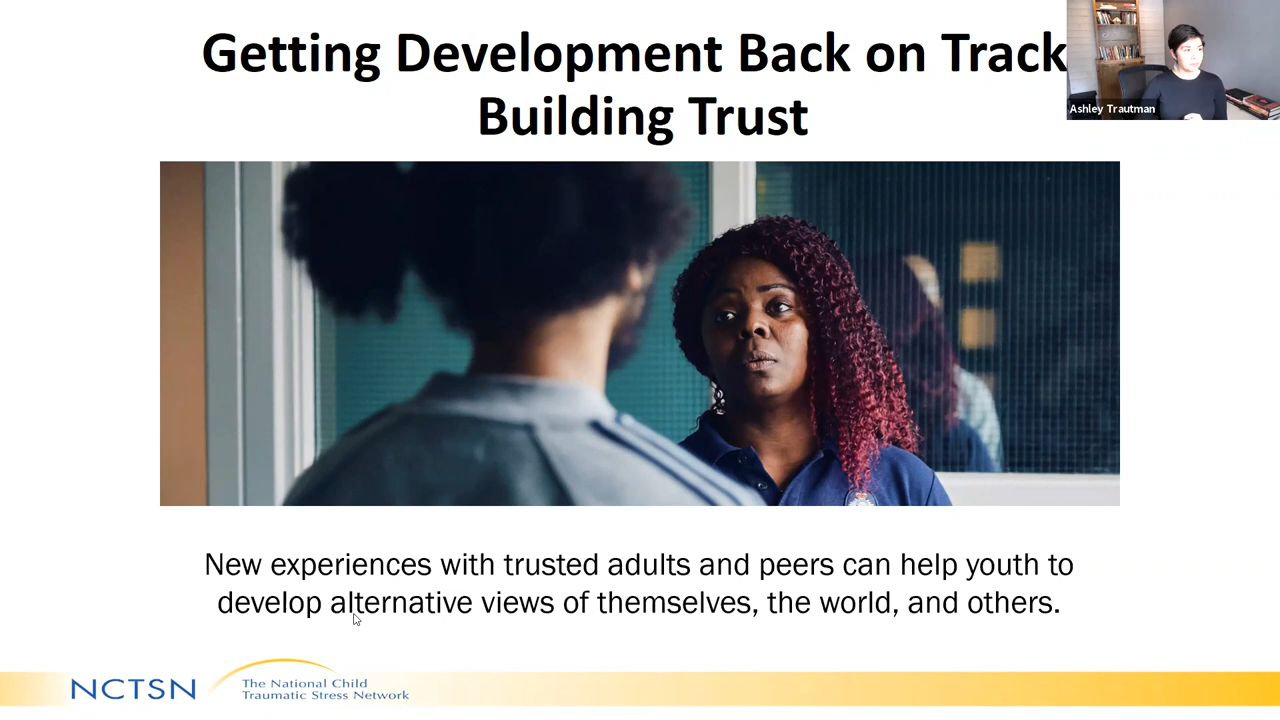 Getting Development Back on Track
Building Trust
Ashley Trautman
New experiences with trusted adults and peers can help youth to
develop alternative views of themselves, the world, and others.
NCTSN
The National Child
Traumatic Stress Network